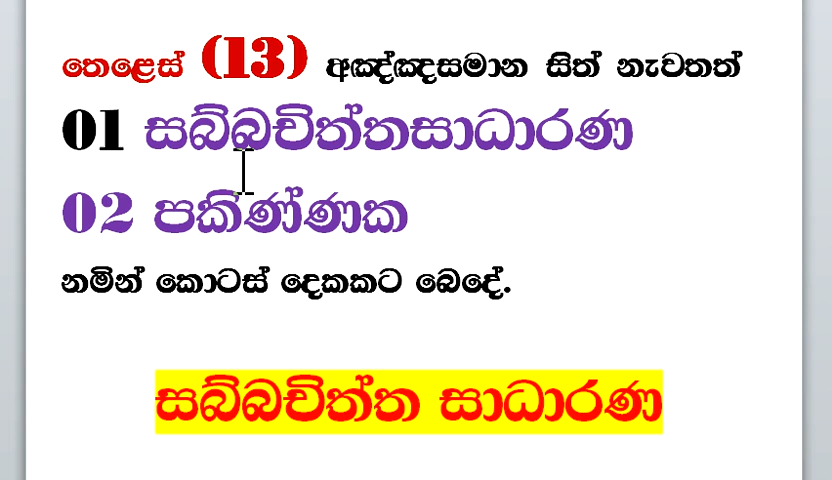 තෙළෙස් (13) අඤ්ඤසමාන සිත් නැවතත්
01 සබ්බචිත්තසාධාරණ
02 පකිණ්ණක
නමින් කොටස් දෙකකට බෙදේ.
සබ්බචිත්ත සාධාරණ